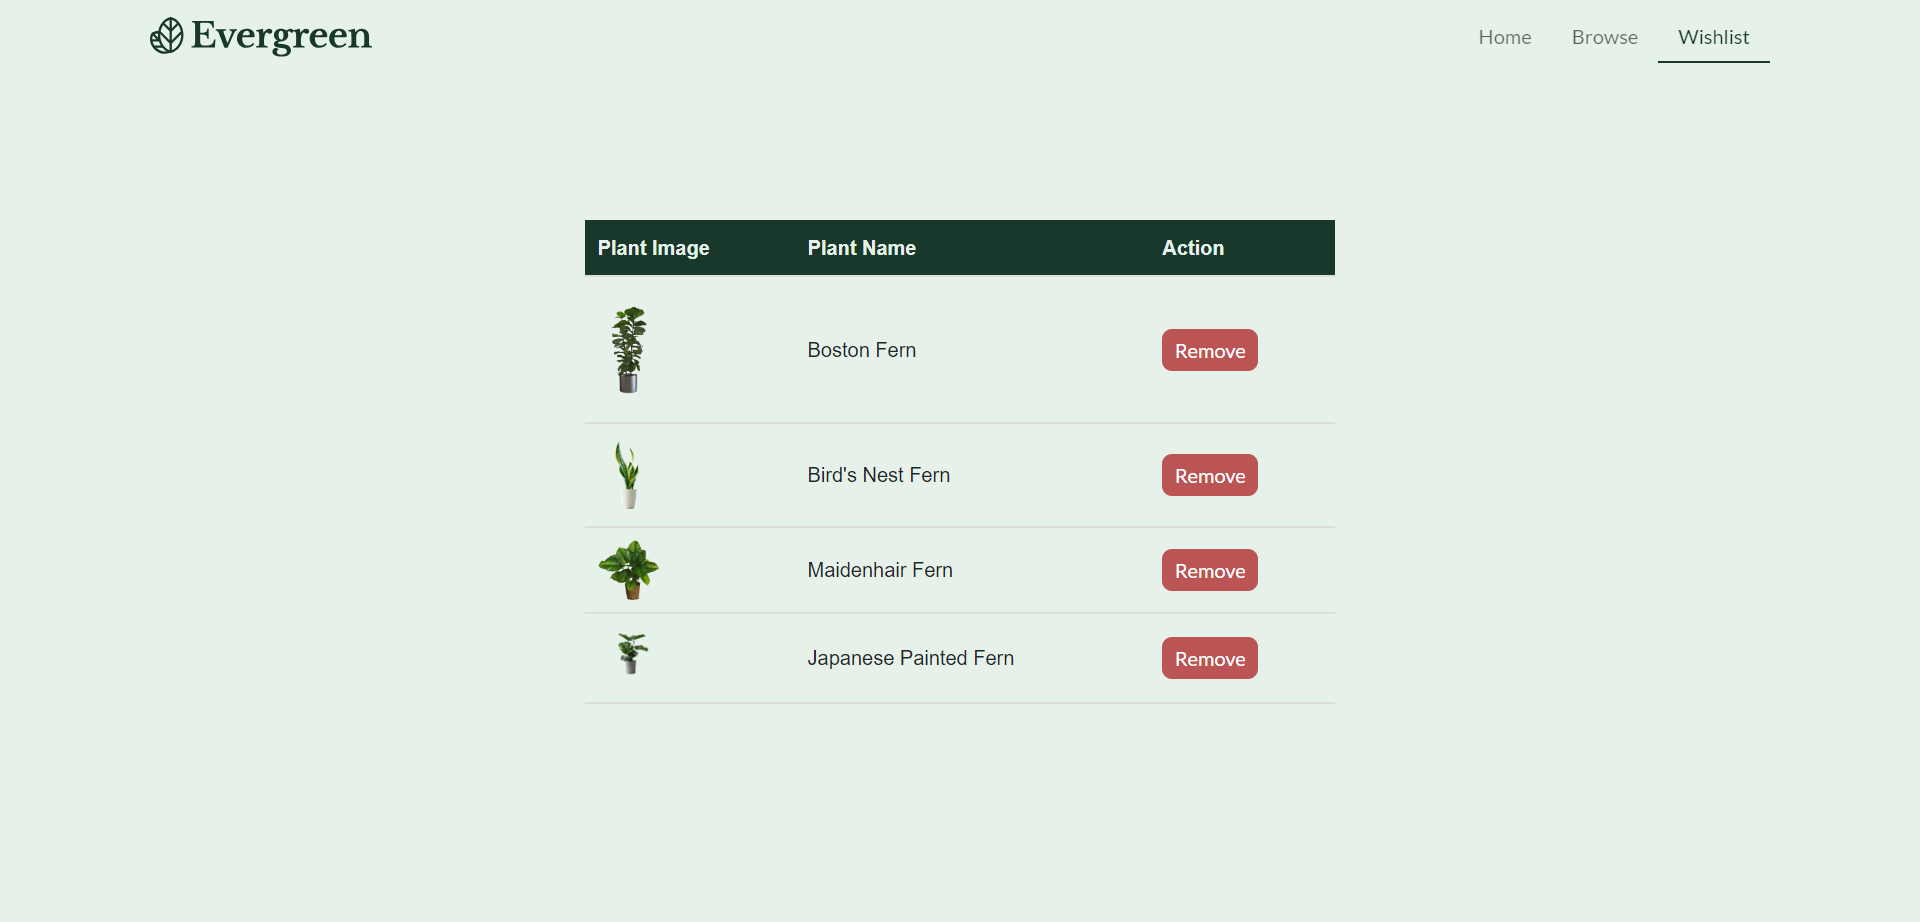 Evergreen
Home Browse Wishlist
Plant Image Plant Name Action
Boston Fern Remove
Bird's Nest Fern Remove
Maidenhair Fern Remove
Japanese Painted Fern Remove